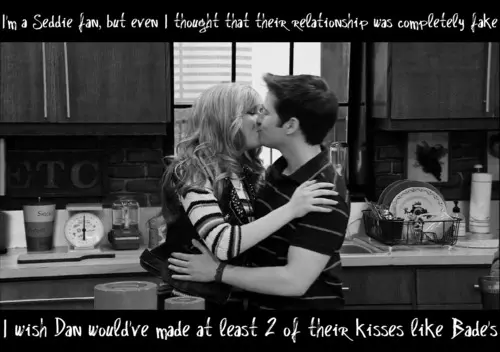 I'm a Seddie fan, but even I thought that their relationship was completely fake
ETC
I wish Dan would've made at least 2 of their kisses like Bade's